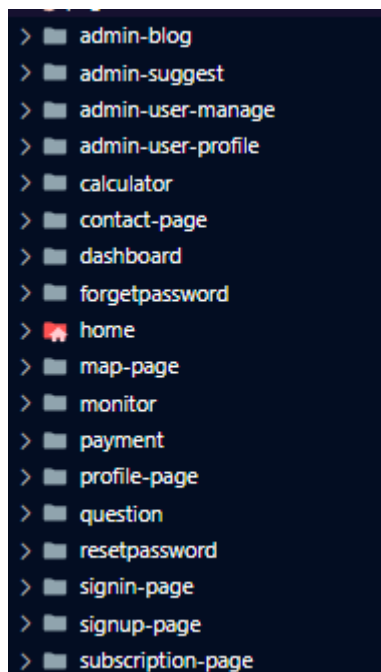 admin-blog
admin-suggest
admin-user-manage
admin-user-profile
calculator
contact-page
dashboard
forgetpassword
home
map-page
monitor
payment
profile-page
question
resetpassword
signin-page
signup-page
subscription-page